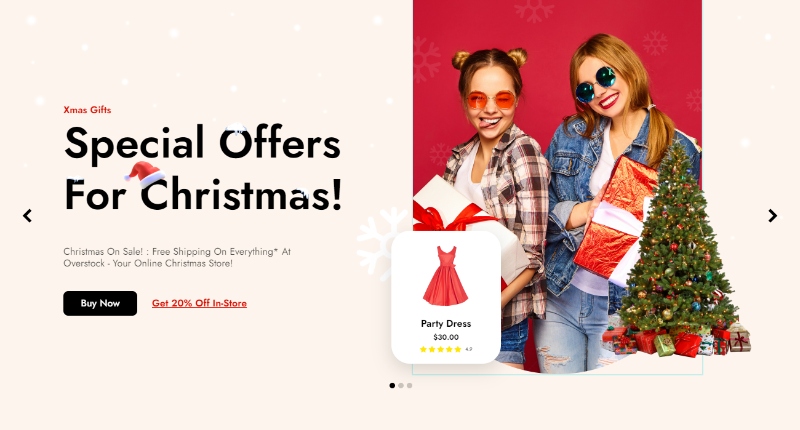 Xmas Gifts
Special Offers
For Christmas!
Christmas On Sale! : Free Shipping On Everything* At
Overstock - Your Online Christmas Store!
Buy Now
Get 20% Off In-Store
Party Dress
$30.00
4.9